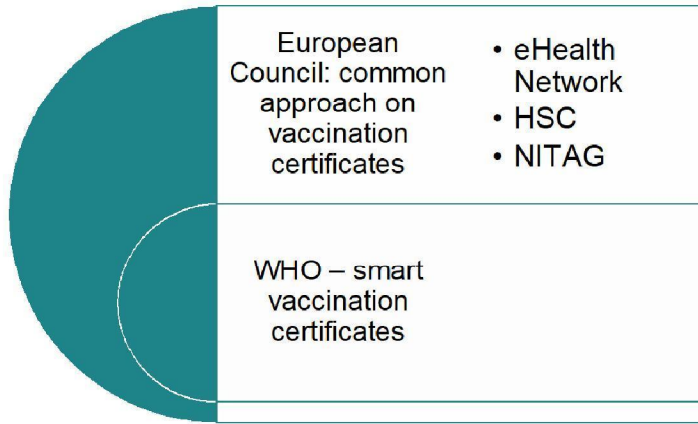 European
Council: common
approach on
vaccination
certificates
• eHealth
Network
• HSC
• NITAG
WHO – smart
vaccination
certificates